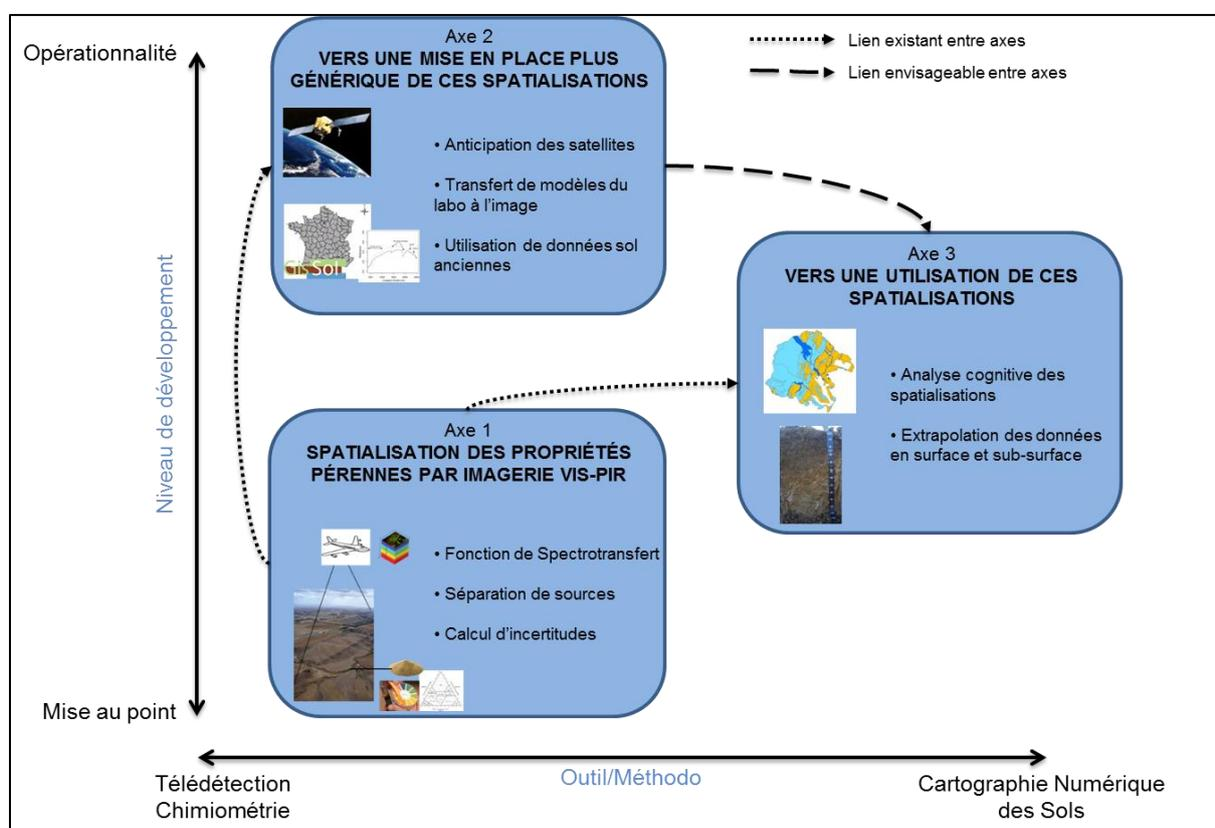 Opérationnalité
Niveau de développement
Mise au point
Axe 2
VERS UNE MISE EN PLACE PLUS
GÉNÉRIQUE DE CES SPATIALISATIONS
• Anticipation des satellites
• Transfert de modèles du
labo à l'image
• Utilisation de données sol
anciennes
Gis Sol
Lien existant entre axes
Lien envisageable entre axes
Axe 3
VERS UNE UTILISATION DE CES
SPATIALISATIONS
• Analyse cognitive des
spatialisations
• Extrapolation des données
en surface et sub-surface
Axe 1
SPATIALISATION DES PROPRIÉTÉS
PÉRENNES PAR IMAGERIE VIS-PIR
• Fonction de Spectrotransfert
• Séparation de sources
• Calcul d'incertitudes
Télédétection
Chimiométrie
Outil/Méthodo
Cartographie Numérique
des Sols